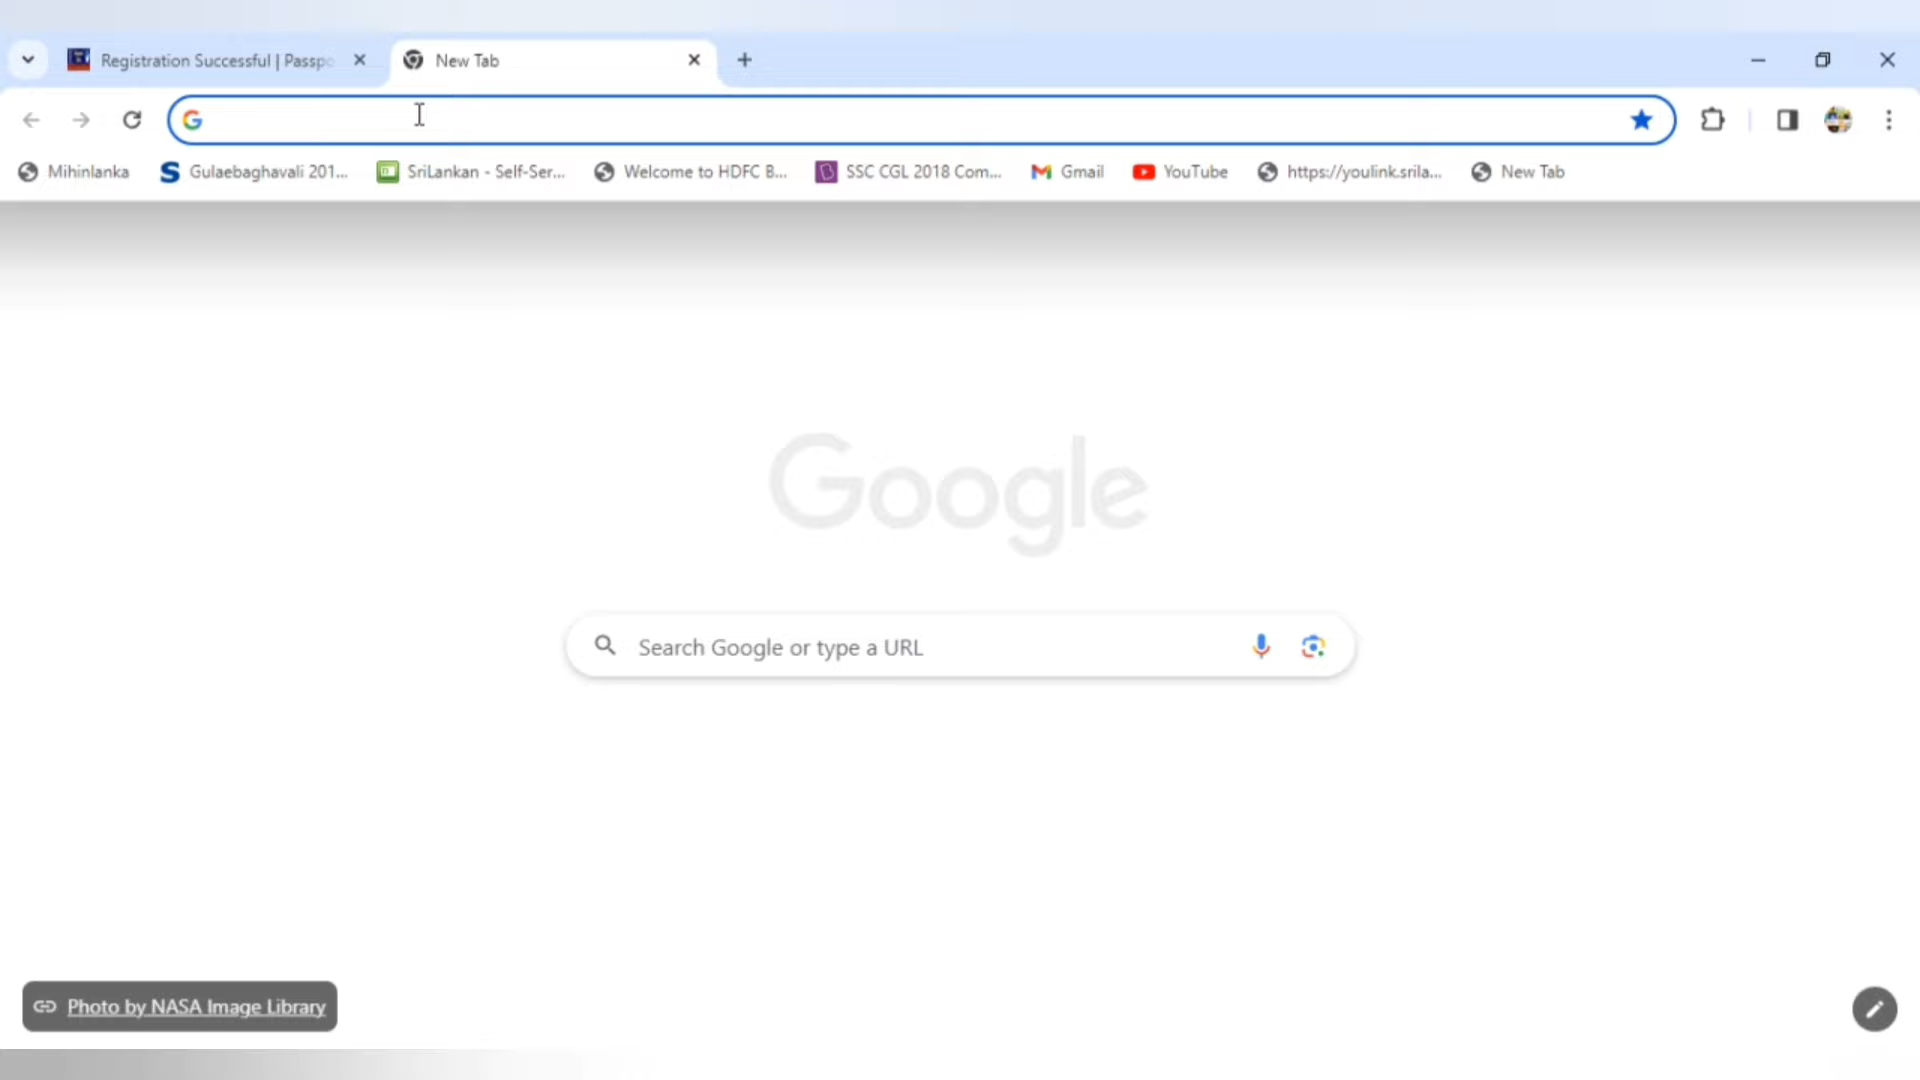 Registration Successful | Passpo
New Tab
Mihinlanka
Gulaebaghavali 201...
SriLankan - Self-Ser...
Welcome to HDFC B...
SSC CGL 2018 Com...
Gmail
YouTube
https://youlink.srila...
New Tab
Google
Search Google or type a URL
Photo by NASA Image Library